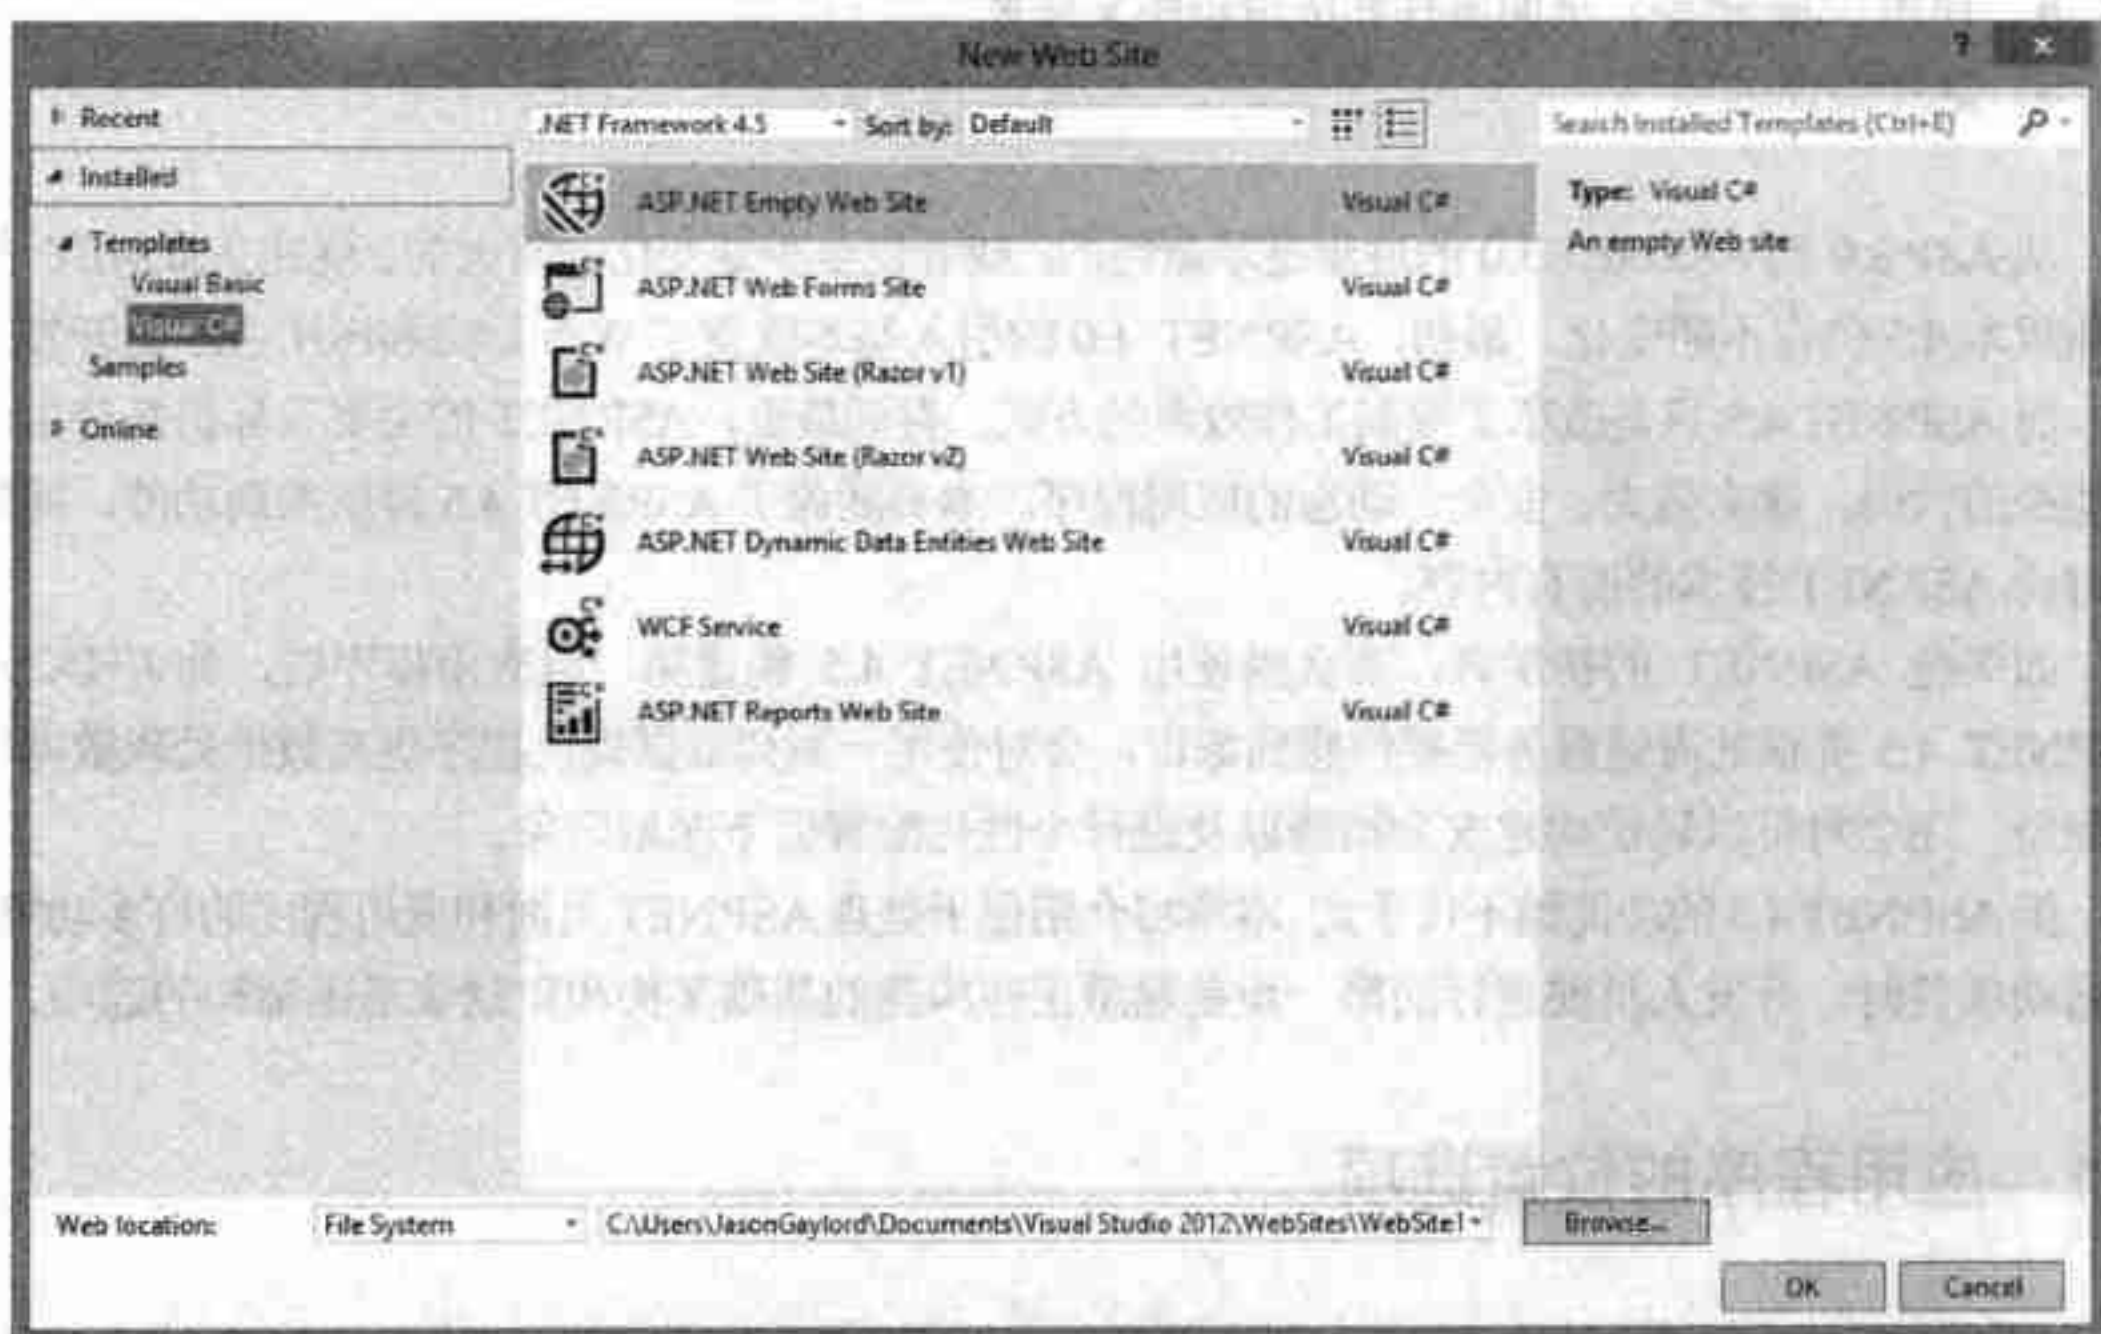 New Web Site
?
Recent
Installed
Templates
Visual Basic
Visual C#
Samples
Online
.NET Framework 4.5
Sort by: Default
ASP.NET Empty Web Site Visual C#
ASP.NET Web Forms Site Visual C#
ASP.NET Web Site (Razor v1) Visual C#
ASP.NET Web Site (Razor v2) Visual C#
ASP.NET Dynamic Data Entities Web Site Visual C#
WCF Service Visual C#
ASP.NET Reports Web Site Visual C#
Search Installed Templates (Ctrl+E)
Type: Visual C#
An empty Web site
Web location: File System C:\Users\JasonGaylord\Documents\Visual Studio 2012\WebSites\WebSite1 Browse...
OK Cancel